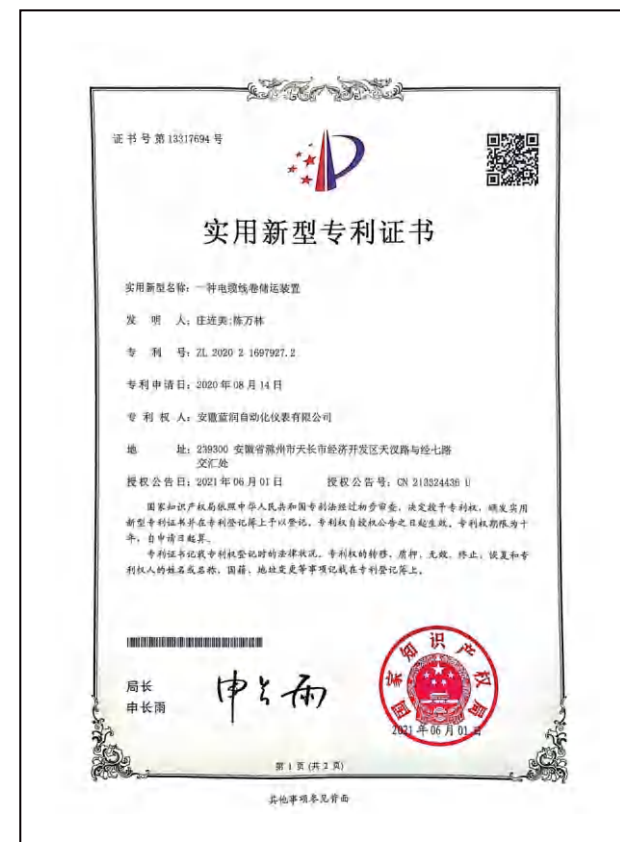 证书号第13317694号
实用新型专利证书
实用新型名称：一种电缆线卷储运装置
发 明 人：庄连美;陈万林
专 利 号：ZL 2020 2 1697927.2
专利申请日：2020年08月14日
专 利 权 人：安徽蓝润自动化仪表有限公司
地 址：239300 安徽省滁州市天长市经济开发区天汊路与经七路
交汇处
授权公告日：2021年06月01日 授权公告号：CN 213324436 U
国家知识产权局依照中华人民共和国专利法经过初步审查，决定授予专利权，颁发实用
新型专利证书并在专利登记簿上予以登记。专利权自授权公告之日起生效。专利权期限为十
年，自申请日起算。
专利证书记载专利权登记时的法律状况。专利权的转移、质押、无效、终止、恢复和专
利权人的姓名或名称、国籍、地址变更等事项记载在专利登记簿上。
局长
申长雨
申长雨
国家知识产权局
2021年06月01日
第 1 页 (共 2 页)
其他事项参见背面